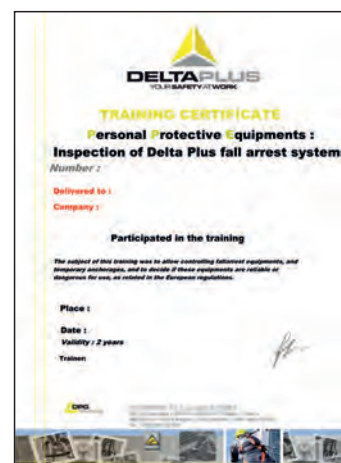 DELTAPLUS
YOUR SAFETY AT WORK
TRAINING CERTIFICATE
Personal Protective Equipments :
Inspection of Delta Plus fall arrest system
Number :
Delivered to :
Company :
Participated in the training
The subject of this training was to allow controlling fallarrest equipments, and
temporary anchorages, and to decide if these equipments are reliable or
dangerous for use, as related in the European regulations.
Place :
Date :
Validity : 2 years
Trainer:
DPG